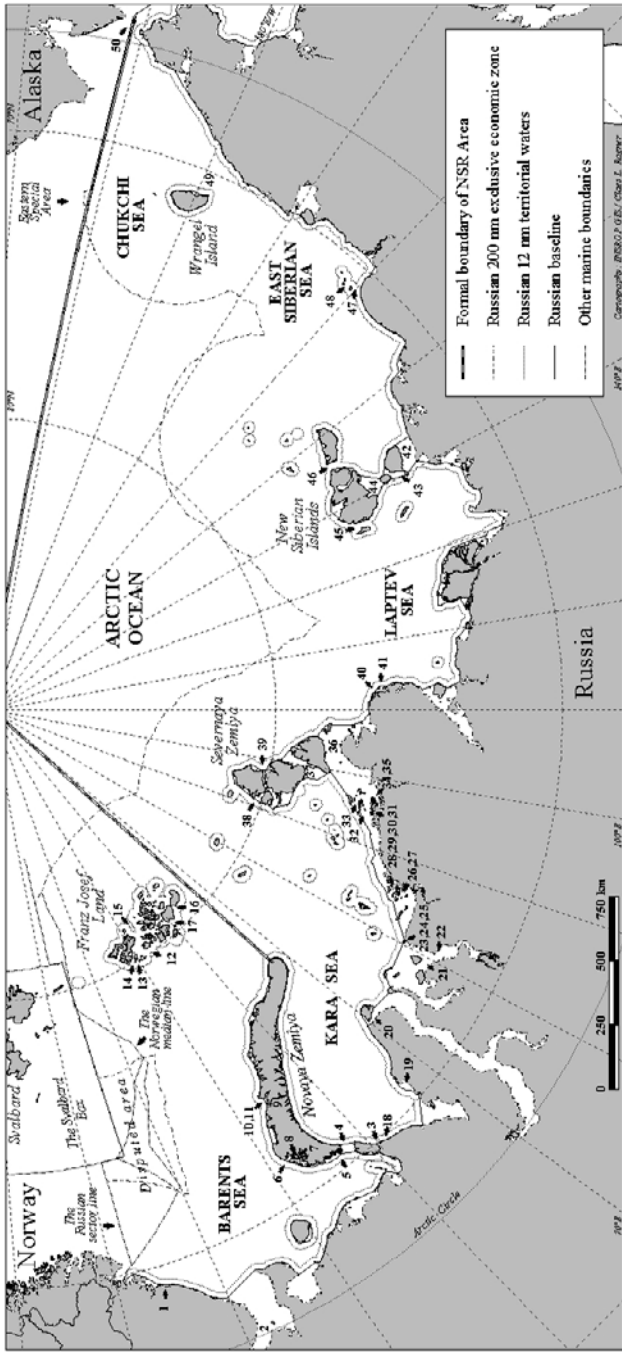 Norway
The
Russian
sector line
Svalbard
The Svalbard
Box
Disputed area
The
Norwegian
median line
BARENTS
SEA
Franz Josef
Land
Novaya Zemlya
KARA SEA
Severnaya
Zemlya
ARCTIC
OCEAN
LAPTEV
SEA
New
Siberian
Islands
EAST
SIBERIAN
SEA
Wrangel
Island
CHUKCHI
SEA
Eastern
Special
Area
Alaska
Russia
Arctic Circle
1
2
3
4
5
6
8
9
10,11
12
13
14
15
16
17
18
19
20
21
22
23,24,25
26,27
28,29,30,31
32
33
34,35
36
38
39
40
41
42
43
44
45
46
47
48
49
50
0 250 500 750 km
Formal boundary of NSR Area
Russian 200 nm exclusive economic zone
Russian 12 nm territorial waters
Russian baseline
Other marine boundaries